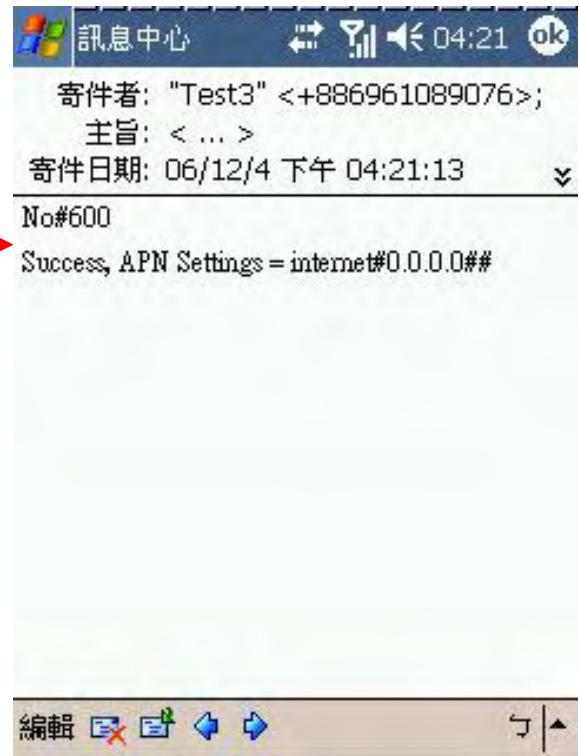 訊息中心 04:21 ok
寄件者: "Test3" <+886961089076>;
主旨: < ... >
寄件日期: 06/12/4 下午 04:21:13
No#600
Success, APN Settings = internet#0.0.0.0##
編輯 ㄅ